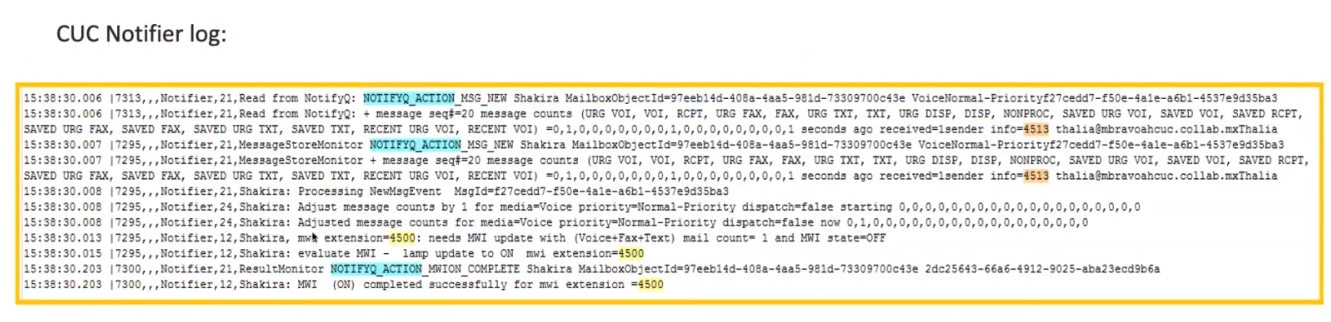 CUC Notifier log:
15:38:30.006 |7313,,,Notifier,21,Read from NotifyQ: NOTIFYQ_ACTION_MSG_NEW Shakira MailboxObjectId=97eeb14d-408a-4aa5-981d-73309700c43e VoiceNormal-Priorityf27cedd7-f50e-4a1e-a6b1-4537e9d35ba3
15:38:30.006 |7313,,,Notifier,21,Read from NotifyQ: + message seq#=20 message counts (URG VOI, VOI, RCPT, URG FAX, FAX, URG TXT, TXT, URG DISP, DISP, NONPROC, SAVED URG VOI, SAVED VOI, SAVED RCPT,
SAVED URG FAX, SAVED FAX, SAVED URG TXT, SAVED TXT, RECENT URG VOI, RECENT VOI) =0,1,0,0,0,0,0,0,0,1,0,0,0,0,0,0,0,0,1 seconds ago received=1sender info=4513 thalia@mbravoahcuc.collab.mxThalia
15:38:30.007 |7295,,,Notifier,21,MessageStoreMonitor NOTIFYQ_ACTION_MSG_NEW Shakira MailboxObjectId=97eeb14d-408a-4aa5-981d-73309700c43e VoiceNormal-Priorityf27cedd7-f50e-4a1e-a6b1-4537e9d35ba3
15:38:30.007 |7295,,,Notifier,21,MessageStoreMonitor + message seq#=20 message counts (URG VOI, VOI, RCPT, URG FAX, FAX, URG TXT, TXT, URG DISP, DISP, NONPROC, SAVED URG VOI, SAVED VOI, SAVED RCPT,
SAVED URG FAX, SAVED FAX, SAVED URG TXT, SAVED TXT, RECENT URG VOI, RECENT VOI) =0,1,0,0,0,0,0,0,0,1,0,0,0,0,0,0,0,0,1 seconds ago received=1sender info=4513 thalia@mbravoahcuc.collab.mxThalia
15:38:30.008 |7295,,,Notifier,21,Shakira: Processing NewMsgEvent  MsgId=f27cedd7-f50e-4a1e-a6b1-4537e9d35ba3
15:38:30.008 |7295,,,Notifier,24,Shakira: Adjust message counts by 1 for media=Voice priority=Normal-Priority dispatch=false starting 0,0,0,0,0,0,0,0,0,0,0,0,0,0,0,0,0,0,0
15:38:30.008 |7295,,,Notifier,24,Shakira: Adjusted message counts for media=Voice priority=Normal-Priority dispatch=false now 0,1,0,0,0,0,0,0,0,0,0,0,0,0,0,0,0,0,0
15:38:30.013 |7295,,,Notifier,12,Shakira, mwi extension=4500: needs MWI update with (Voice+Fax+Text) mail count= 1 and MWI state=OFF
15:38:30.015 |7295,,,Notifier,12,Shakira: evaluate MWI -  lamp update to ON  mwi extension=4500
15:38:30.203 |7300,,,Notifier,21,ResultMonitor NOTIFYQ_ACTION_MWION_COMPLETE Shakira MailboxObjectId=97eeb14d-408a-4aa5-981d-73309700c43e 2dc25643-66a6-4912-9025-aba23ecd9b6a
15:38:30.203 |7300,,,Notifier,12,Shakira: MWI  (ON) completed successfully for mwi extension =4500